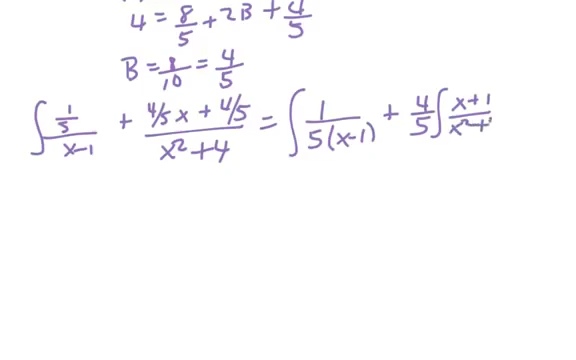 4 = 8/5 + 2B + 4/5
B = 8/10 = 4/5
∫ (1/5)/(x-1) + (4/5 x + 4/5)/(x² + 4) = ∫ 1/(5(x-1)) + 4/5 ∫ (x+1)/(x²+